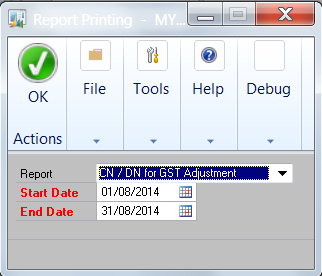 Report Printing - MY...
OK File Tools Help Debug
Actions
Report CN / DN for GST Adjustment
Start Date 01/08/2014
End Date 31/08/2014